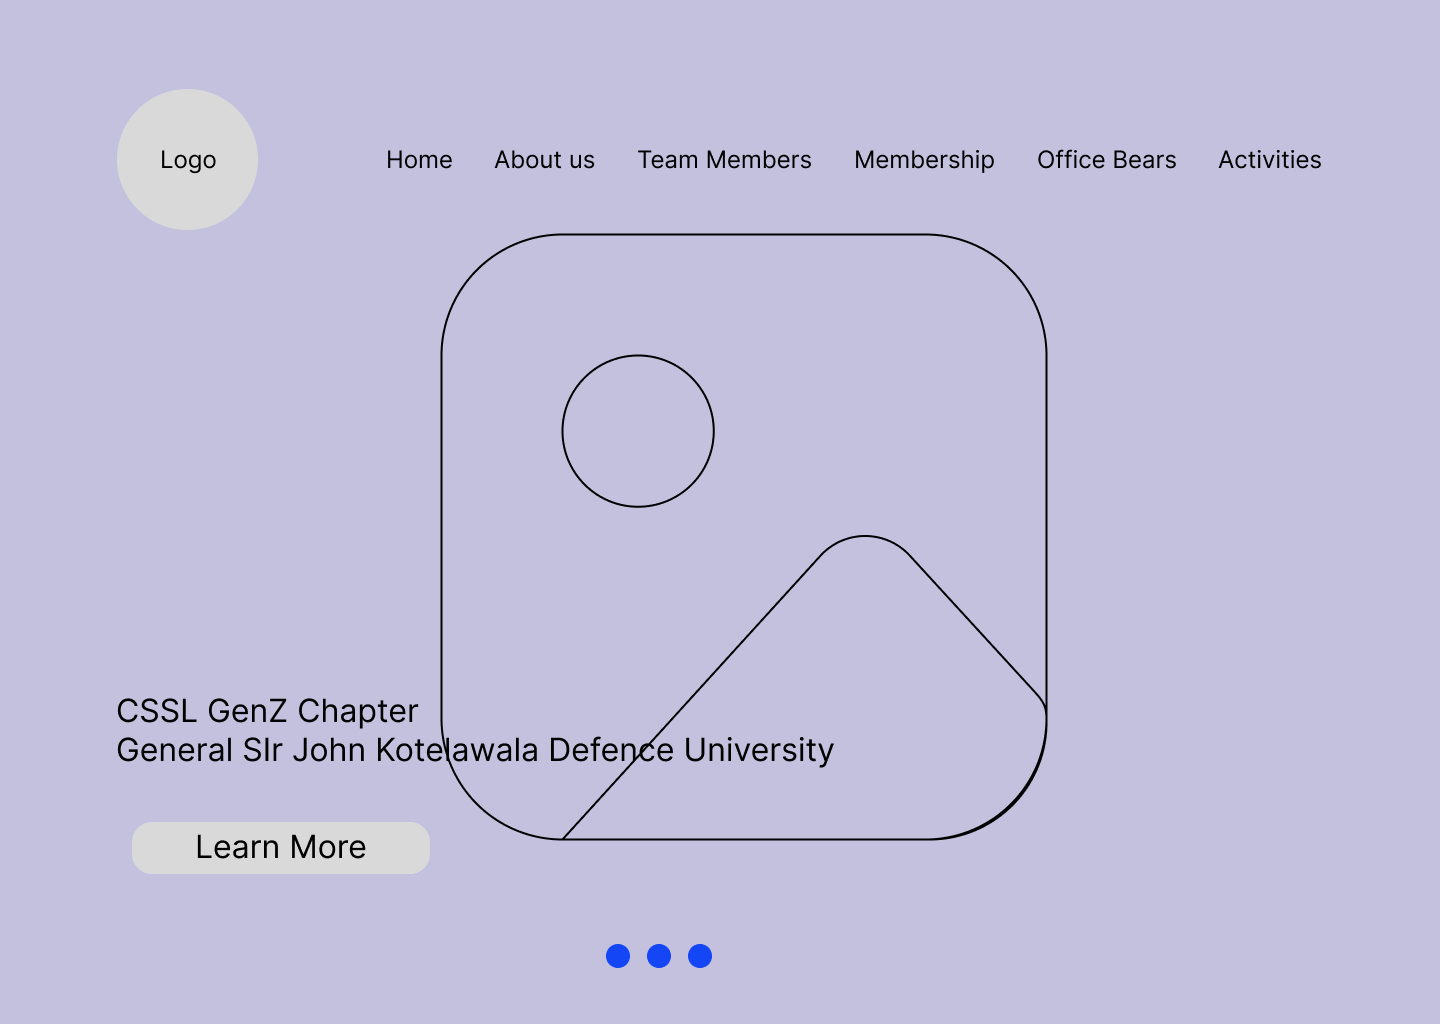 Logo
Home About us Team Members Membership Office Bears Activities
CSSL GenZ Chapter
General SIr John Kotelawala Defence University
Learn More